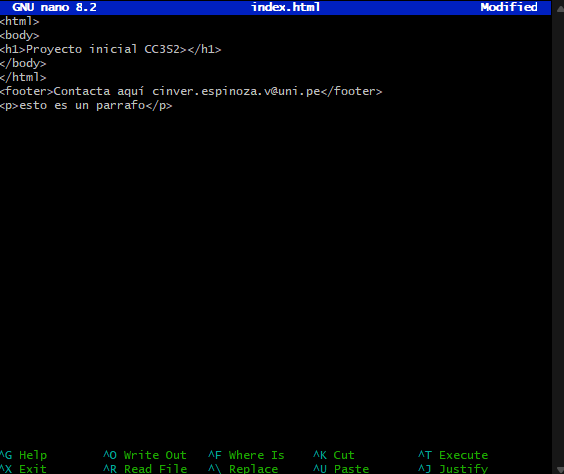 GNU nano 8.2 index.html Modified
<html>
<body>
<h1>Proyecto inicial CC3S2></h1>
</body>
</html>
<footer>Contacta aquí cinver.espinoza.v@uni.pe</footer>
<p>esto es un parrafo</p>
^G Help ^O Write Out ^F Where Is ^K Cut ^T Execute
^X Exit ^R Read File ^\ Replace ^U Paste ^J Justify